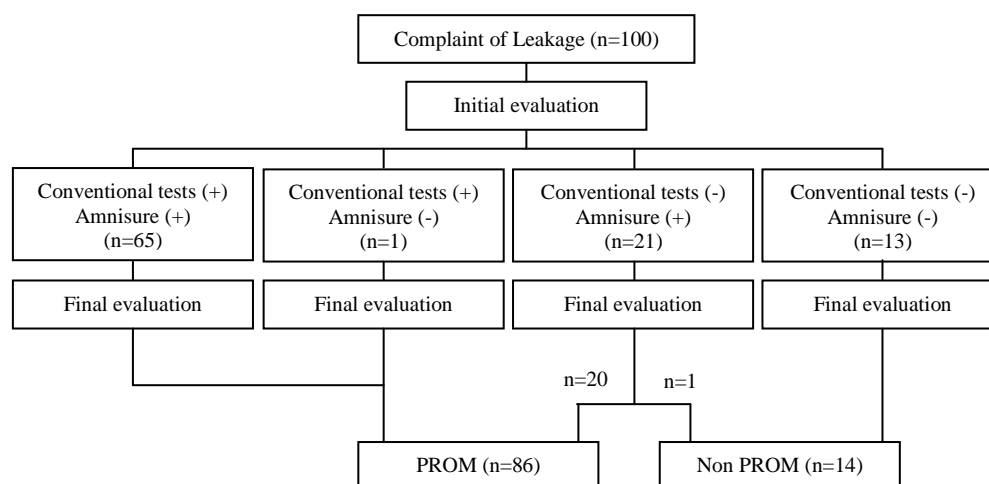 Complaint of Leakage (n=100)
Initial evaluation
Conventional tests (+)
Amnisure (+)
(n=65)
Conventional tests (+)
Amnisure (-)
(n=1)
Conventional tests (-)
Amnisure (+)
(n=21)
Conventional tests (-)
Amnisure (-)
(n=13)
Final evaluation
Final evaluation
Final evaluation
Final evaluation
n=20
n=1
PROM (n=86)
Non PROM (n=14)